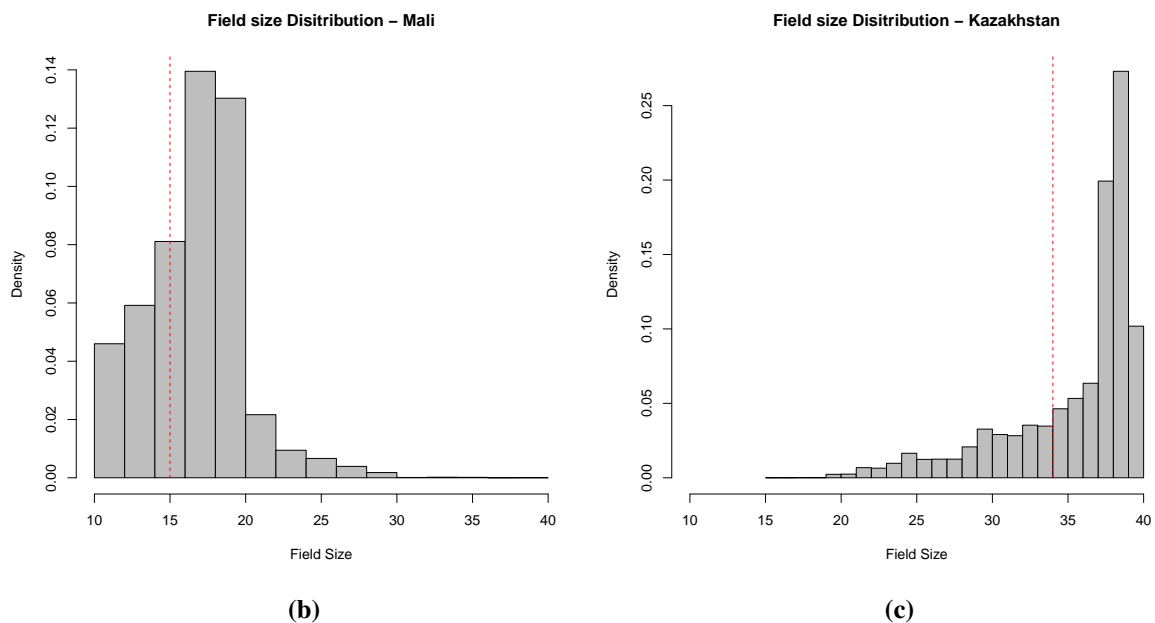 Field size Disitribution − Mali
0.14
0.12
0.10
0.08
0.06
0.04
0.02
0.00
Density
10 15 20 25 30 35 40
Field Size
(b)
Field size Disitribution − Kazakhstan
0.25
0.20
0.15
0.10
0.05
0.00
Density
10 15 20 25 30 35 40
Field Size
(c)